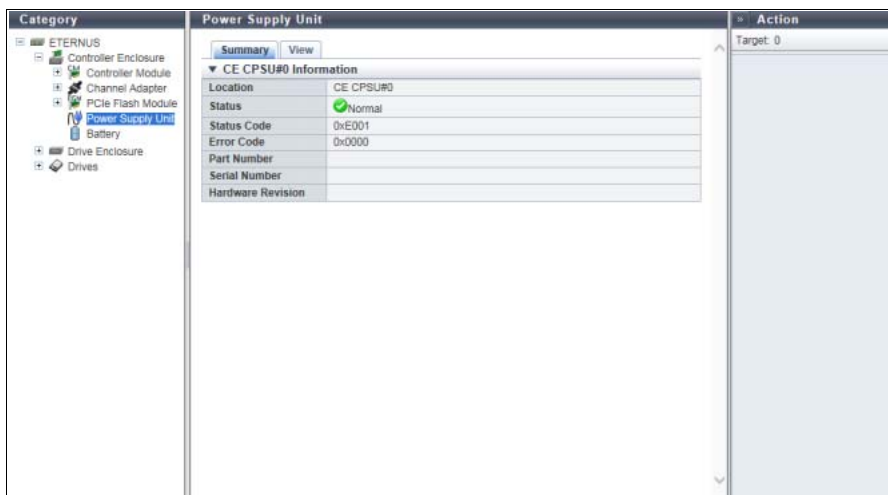 Category
Power Supply Unit
» Action
ETERNUS
Controller Enclosure
Controller Module
Channel Adapter
PCIe Flash Module
Power Supply Unit
Battery
Drive Enclosure
Drives
Summary View
▼ CE CPSU#0 Information
Location CE CPSU#0
Status Normal
Status Code 0xE001
Error Code 0x0000
Part Number
Serial Number
Hardware Revision
Target: 0